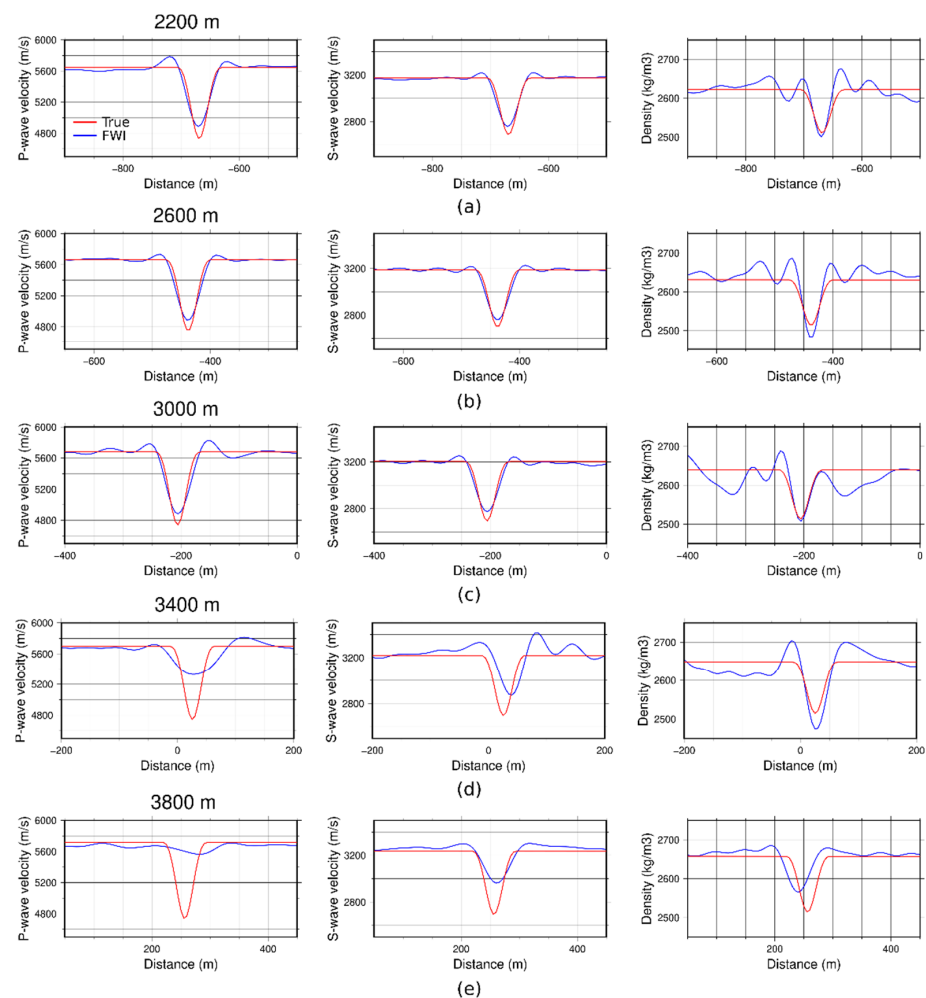 2200 m
P-wave velocity (m/s)
6000
5600
5200
4800
True
FWI
−800
−600
Distance (m)
S-wave velocity (m/s)
3200
2800
−800
−600
Distance (m)
Density (kg/m3)
2700
2600
2500
−800
−600
Distance (m)
(a)
2600 m
P-wave velocity (m/s)
6000
5600
5200
4800
−600
−400
Distance (m)
S-wave velocity (m/s)
3200
2800
−600
−400
Distance (m)
Density (kg/m3)
2700
2600
2500
−600
−400
Distance (m)
(b)
3000 m
P-wave velocity (m/s)
6000
5600
5200
4800
−400
−200
0
Distance (m)
S-wave velocity (m/s)
3200
2800
−400
−200
0
Distance (m)
Density (kg/m3)
2700
2600
2500
−400
−200
0
Distance (m)
(c)
3400 m
P-wave velocity (m/s)
6000
5600
5200
4800
−200
0
200
Distance (m)
S-wave velocity (m/s)
3200
2800
−200
0
200
Distance (m)
Density (kg/m3)
2700
2600
2500
−200
0
200
Distance (m)
(d)
3800 m
P-wave velocity (m/s)
6000
5600
5200
4800
200
400
Distance (m)
S-wave velocity (m/s)
3200
2800
200
400
Distance (m)
Density (kg/m3)
2700
2600
2500
200
400
Distance (m)
(e)